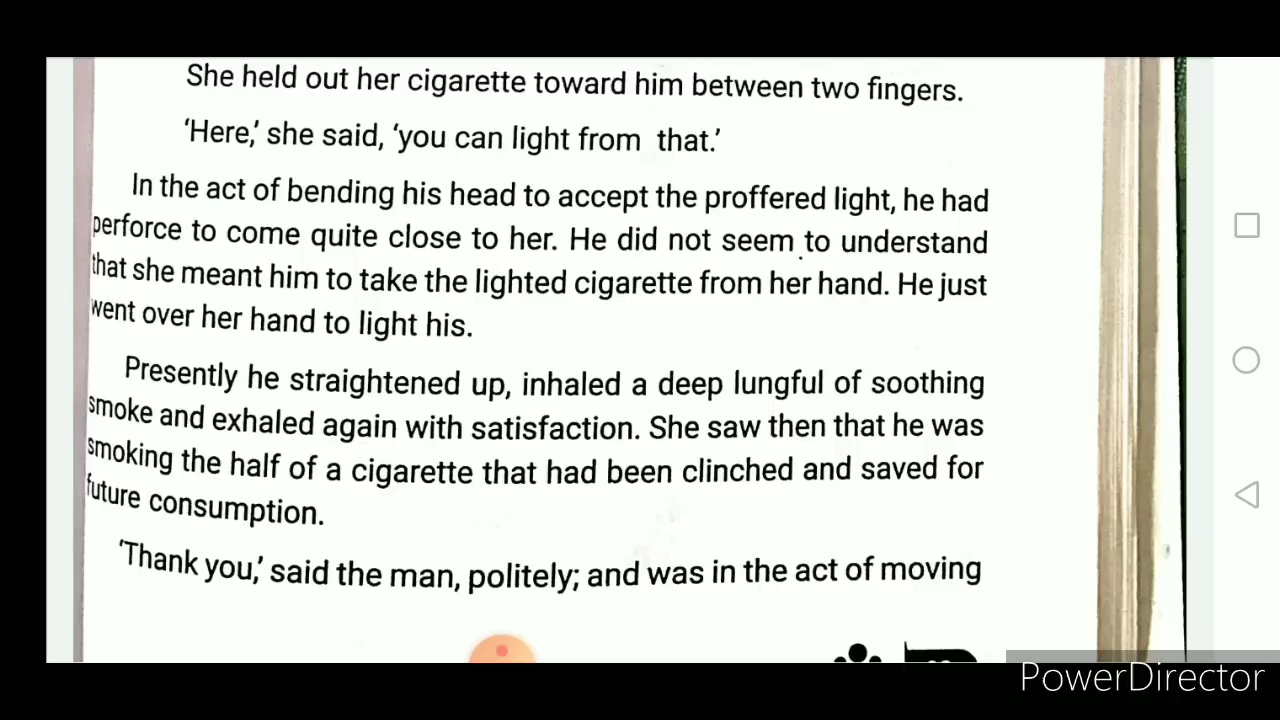 She held out her cigarette toward him between two fingers.
‘Here,’ she said, ‘you can light from that.’
In the act of bending his head to accept the proffered light, he had
perforce to come quite close to her. He did not seem to understand
that she meant him to take the lighted cigarette from her hand. He just
went over her hand to light his.
Presently he straightened up, inhaled a deep lungful of soothing
smoke and exhaled again with satisfaction. She saw then that he was
smoking the half of a cigarette that had been clinched and saved for
future consumption.
‘Thank you,’ said the man, politely; and was in the act of moving
PowerDirector